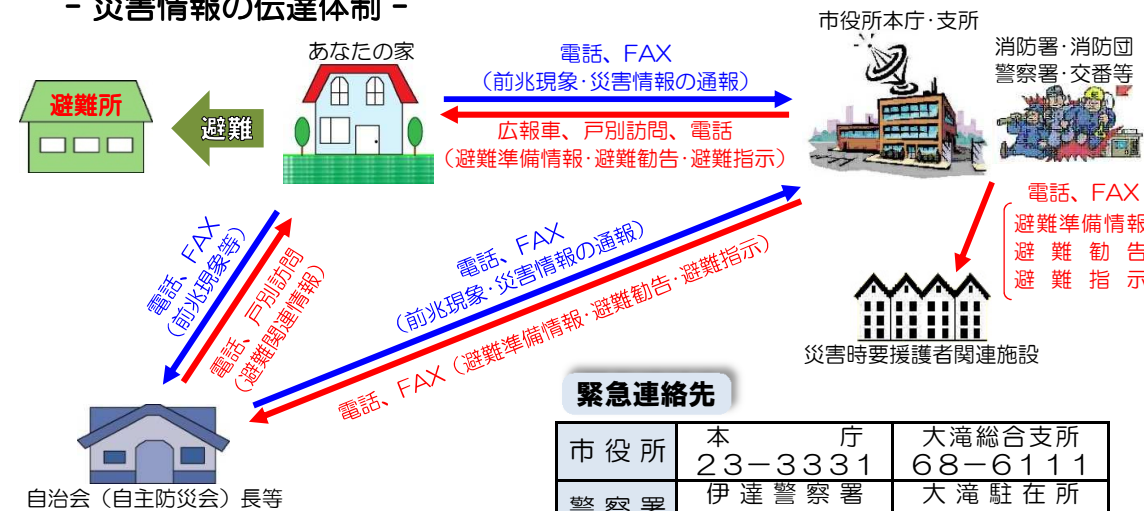 - 災害情報の伝達体制 -
市役所本庁・支所
あなたの家
電話、FAX
（前兆現象・災害情報の通報）
消防署・消防団
警察署・交番等
避難所
避難
広報車、戸別訪問、電話
（避難準備情報・避難勧告・避難指示）
電話、FAX
避難準備情報
避難勧告
避難指示
電話、FAX
（前兆現象等）
電話、戸別訪問
（避難関連情報）
電話、FAX
（前兆現象・災害情報の通報）
電話、FAX（避難準備情報・避難勧告・避難指示）
災害時要援護者関連施設
自治会（自主防災会）長等
緊急連絡先
市役所 本庁 大滝総合支所
23－3331 68－6111
警察署 伊達警察署 大滝駐在所